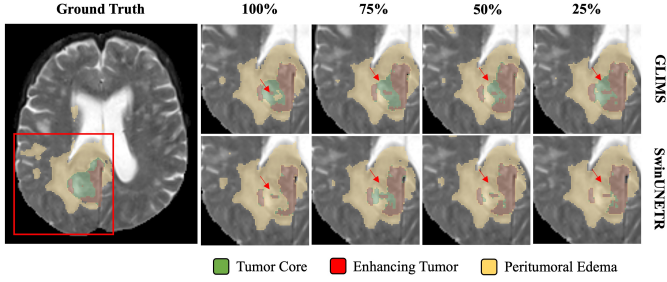 Ground Truth
100%
75%
50%
25%
GLIMS
SwinUNETR
Tumor Core
Enhancing Tumor
Peritumoral Edema